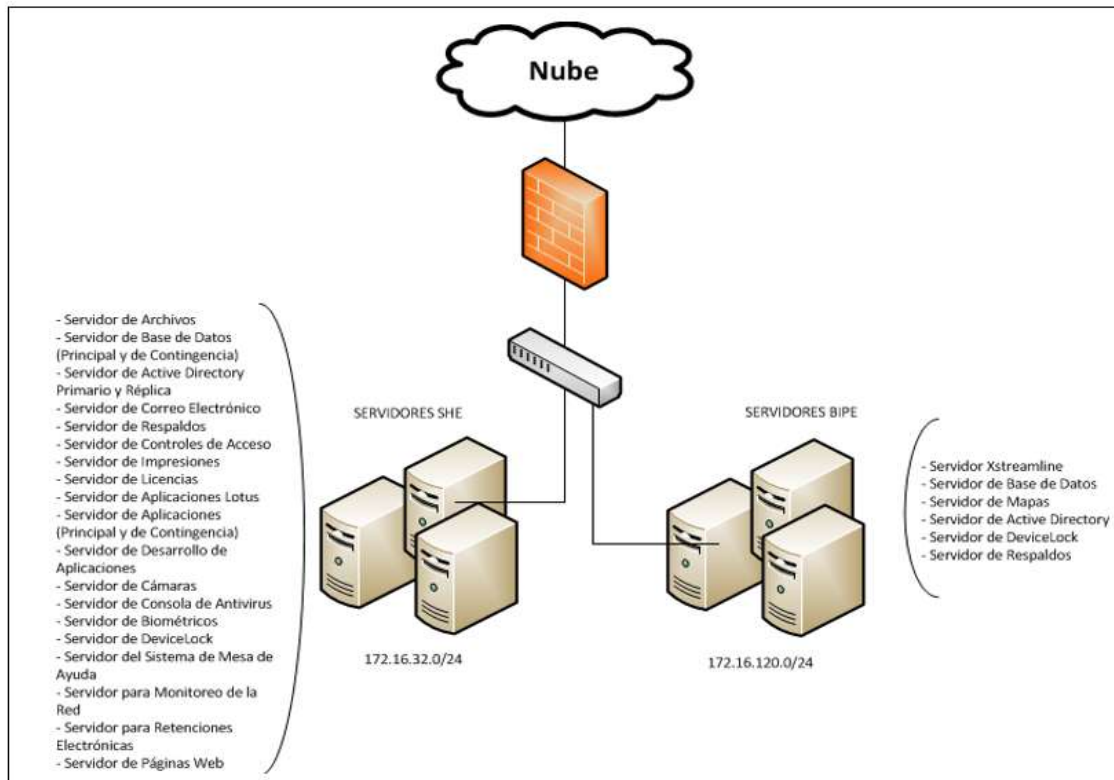 Nube
- Servidor de Archivos
- Servidor de Base de Datos
(Principal y de Contingencia)
- Servidor de Active Directory
Primario y Réplica
- Servidor de Correo Electrónico
- Servidor de Respaldos
- Servidor de Controles de Acceso
- Servidor de Impresiones
- Servidor de Licencias
- Servidor de Aplicaciones Lotus
- Servidor de Aplicaciones
(Principal y de Contingencia)
- Servidor de Desarrollo de
Aplicaciones
- Servidor de Cámaras
- Servidor de Consola de Antivirus
- Servidor de Biométricos
- Servidor de DeviceLock
- Servidor del Sistema de Mesa de
Ayuda
- Servidor para Monitoreo de la
Red
- Servidor para Retenciones
Electrónicas
- Servidor de Páginas Web
SERVIDORES SHE
172.16.32.0/24
SERVIDORES BIPE
172.16.120.0/24
- Servidor Xstreamline
- Servidor de Base de Datos
- Servidor de Mapas
- Servidor de Active Directory
- Servidor de DeviceLock
- Servidor de Respaldos